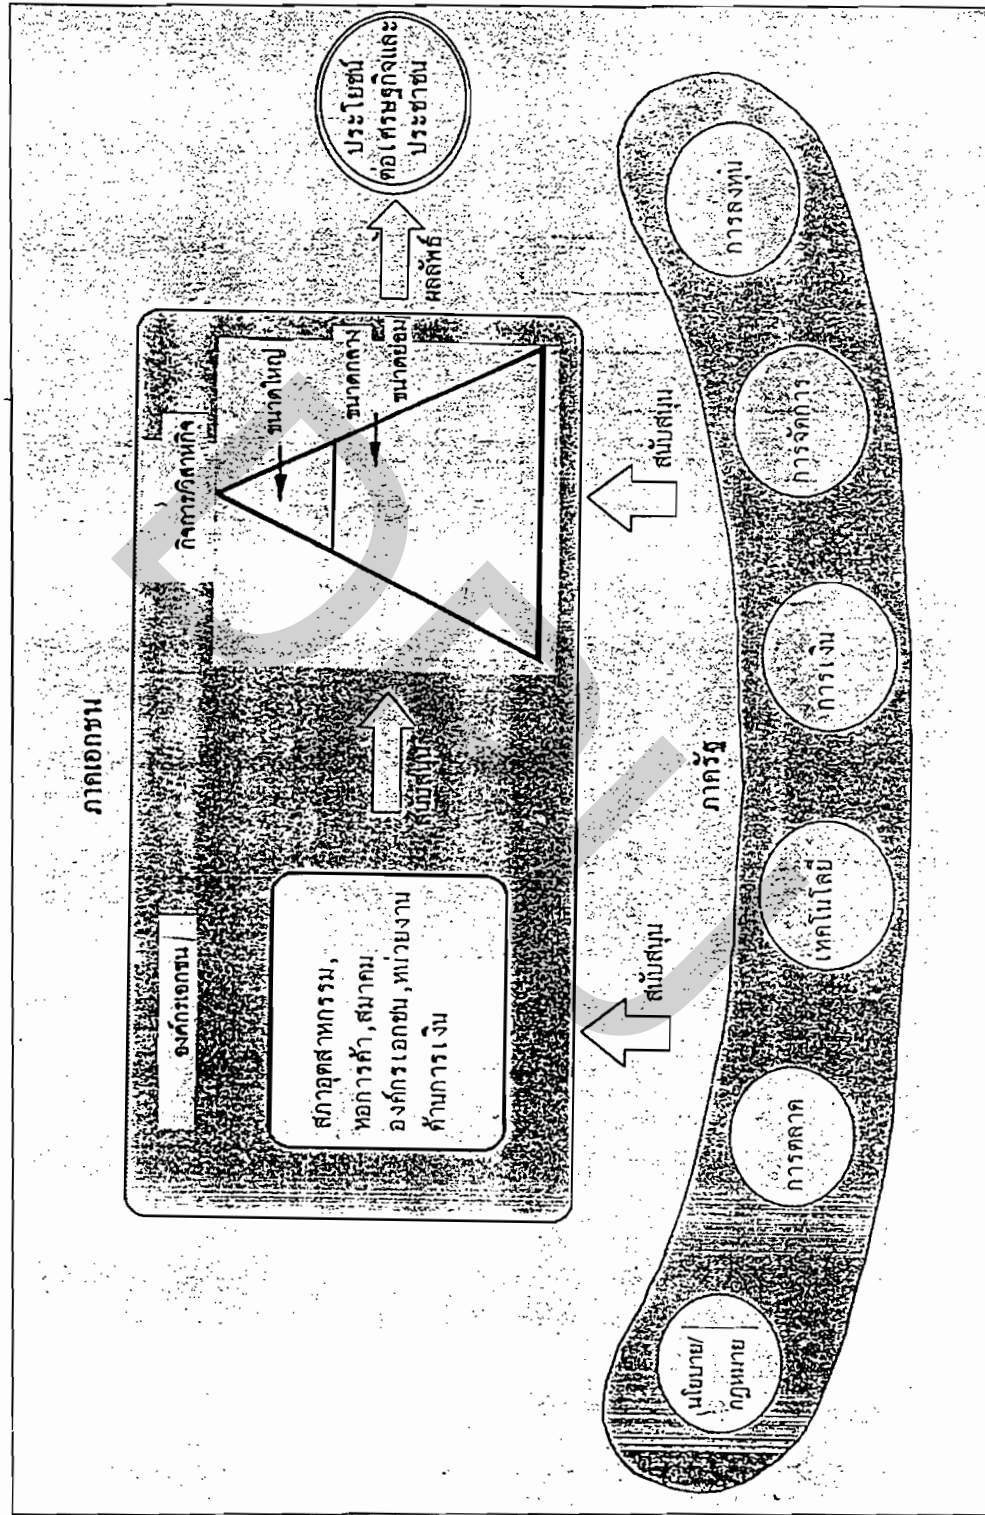 ภาคเอกชน
องค์กรเอกชน
กิจการ/วิสาหกิจ
สภาอุตสาหกรรม,
หอการค้า,สมาคม
องค์กรเอกชน,หน่วยงาน
ด้านการเงิน
สนับสนุน
ขนาดใหญ่
ขนาดกลาง
ขนาดย่อม
ผลลัพธ์
ประโยชน์
ต่อเศรษฐกิจและ
ประชาชน
สนับสนุน
สนับสนุน
ภาครัฐ
นโยบาย/
กฎหมาย
การตลาด
เทคโนโลยี
การเงิน
การจัดการ
การลงทุน
DPU